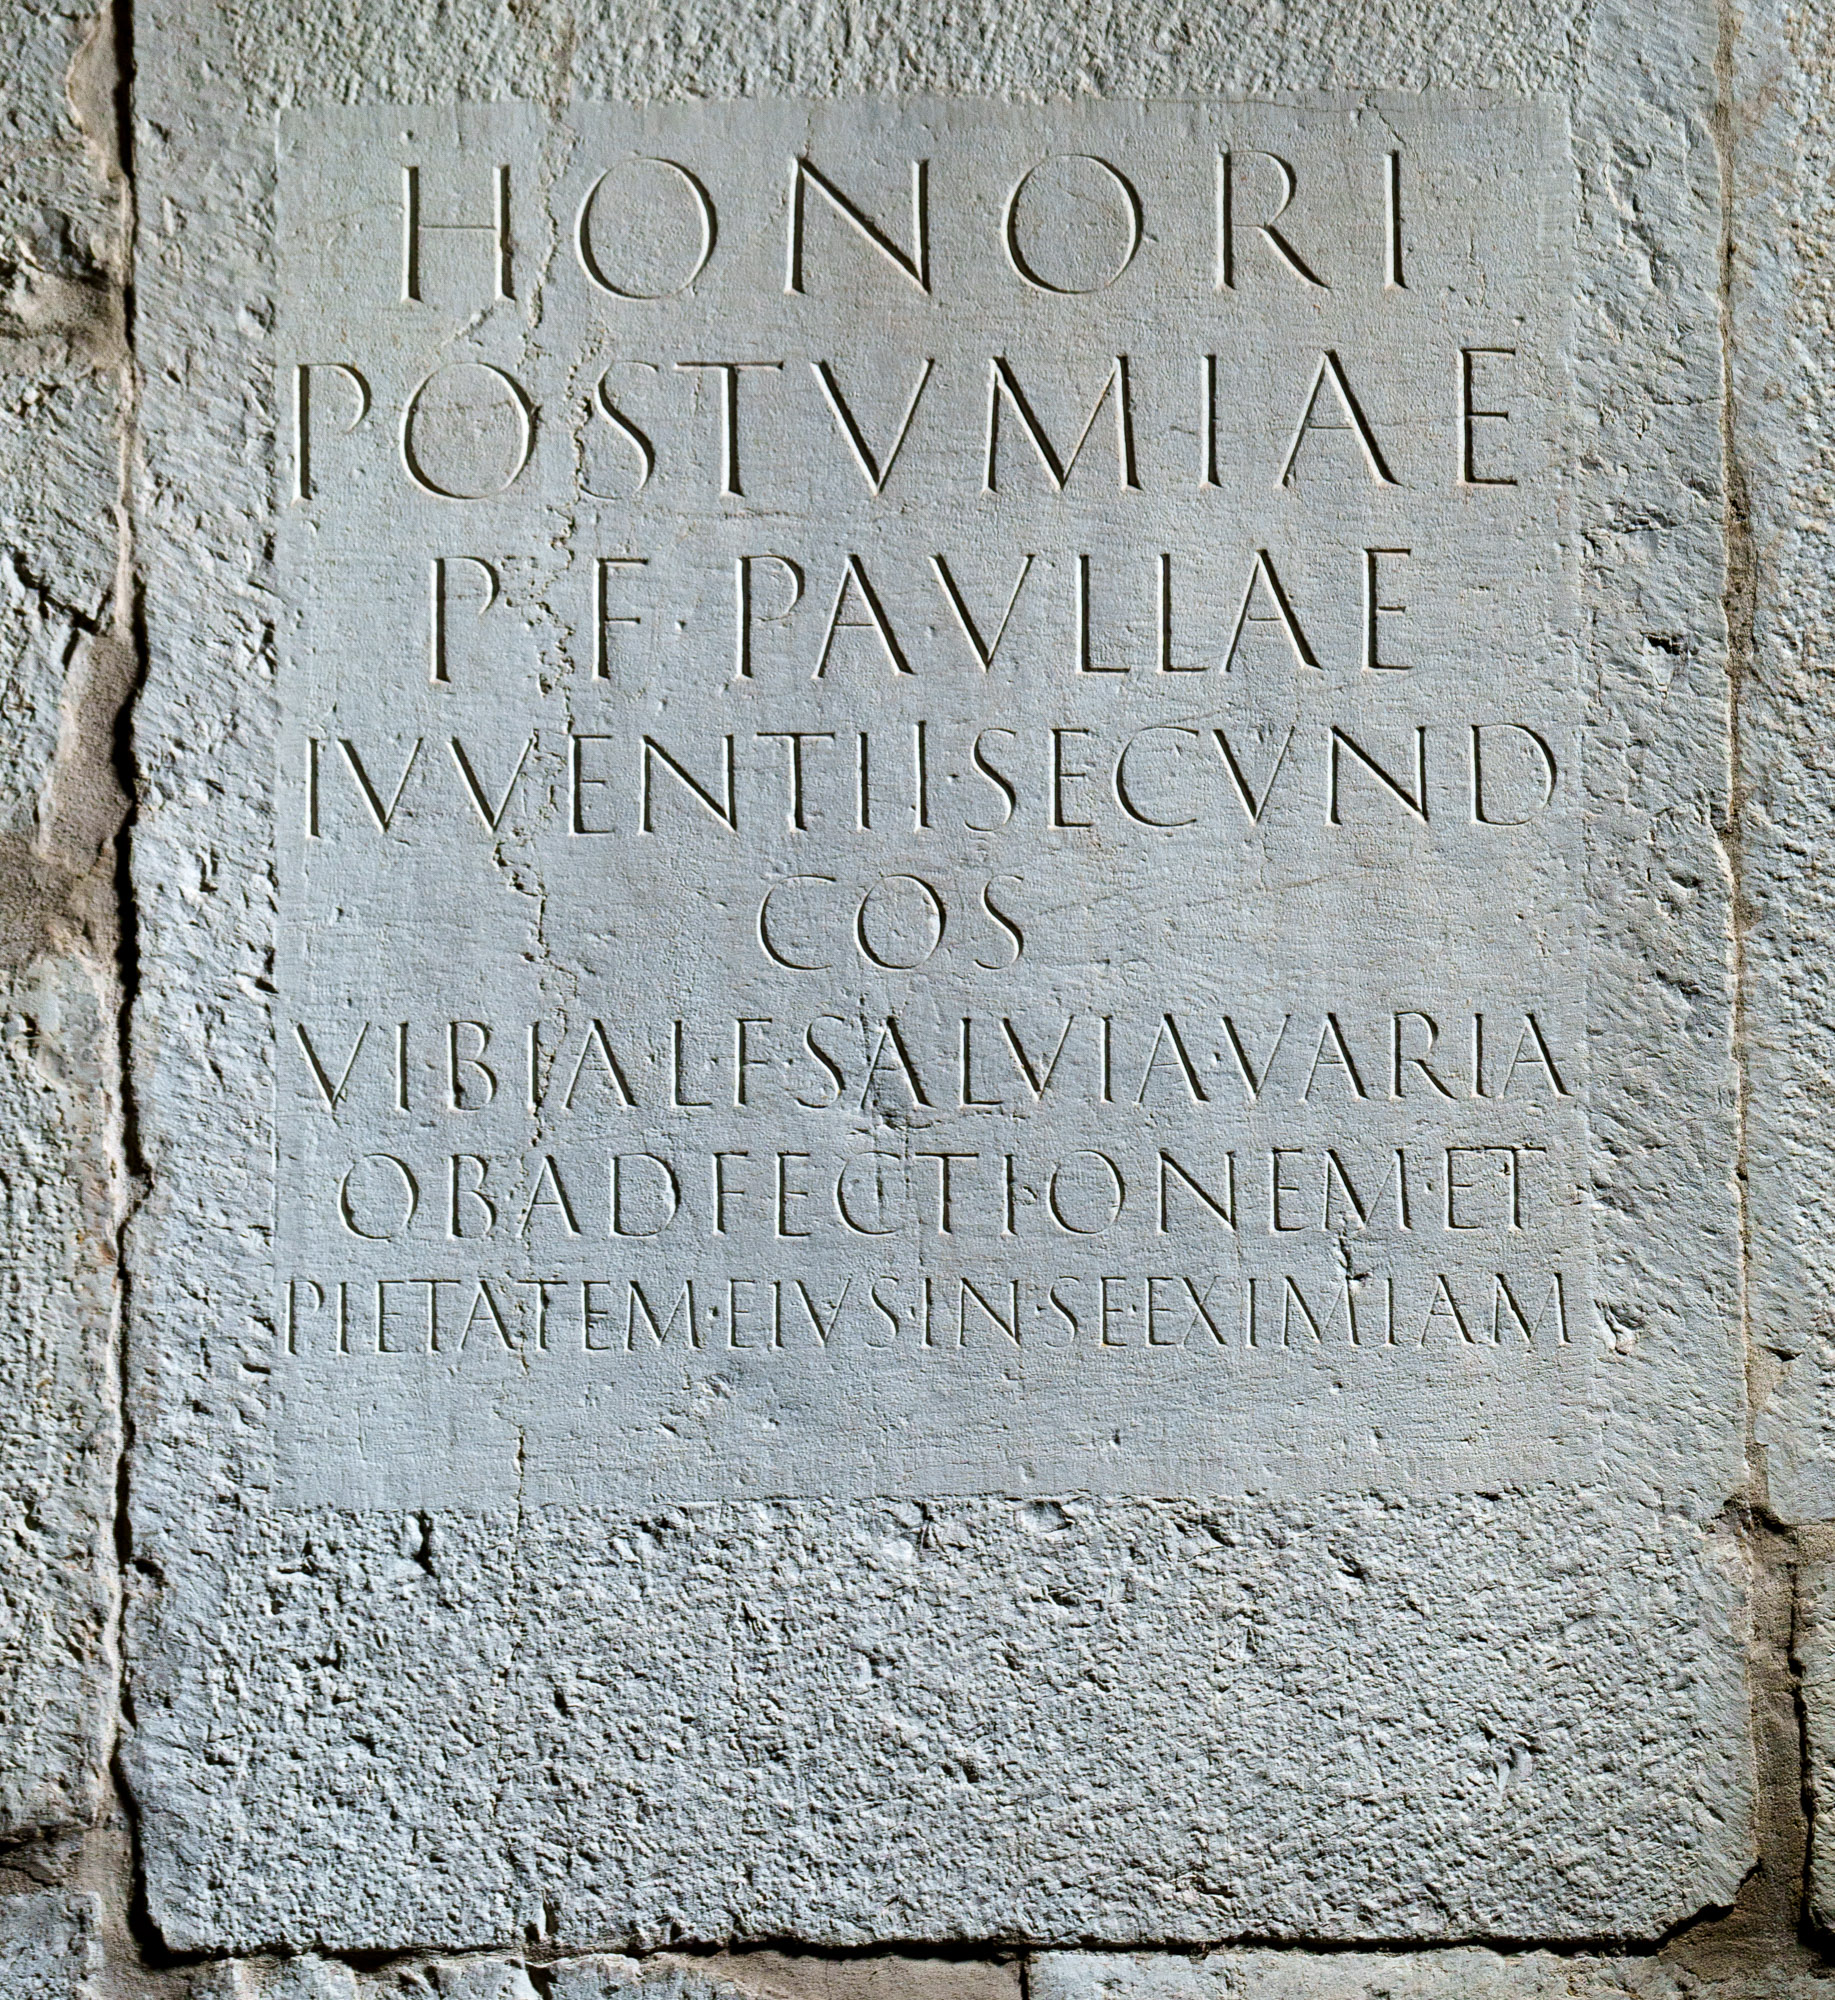 HONORI
POSTVMIAE
P·F·PAVLLAE
IVVENTII·SECVND
COS
VIBIA·L·F·SALVIA·VARIA
OB·ADFECTIONEM·ET
PIETATEM·EIVS·IN·SE·EXIMIAM